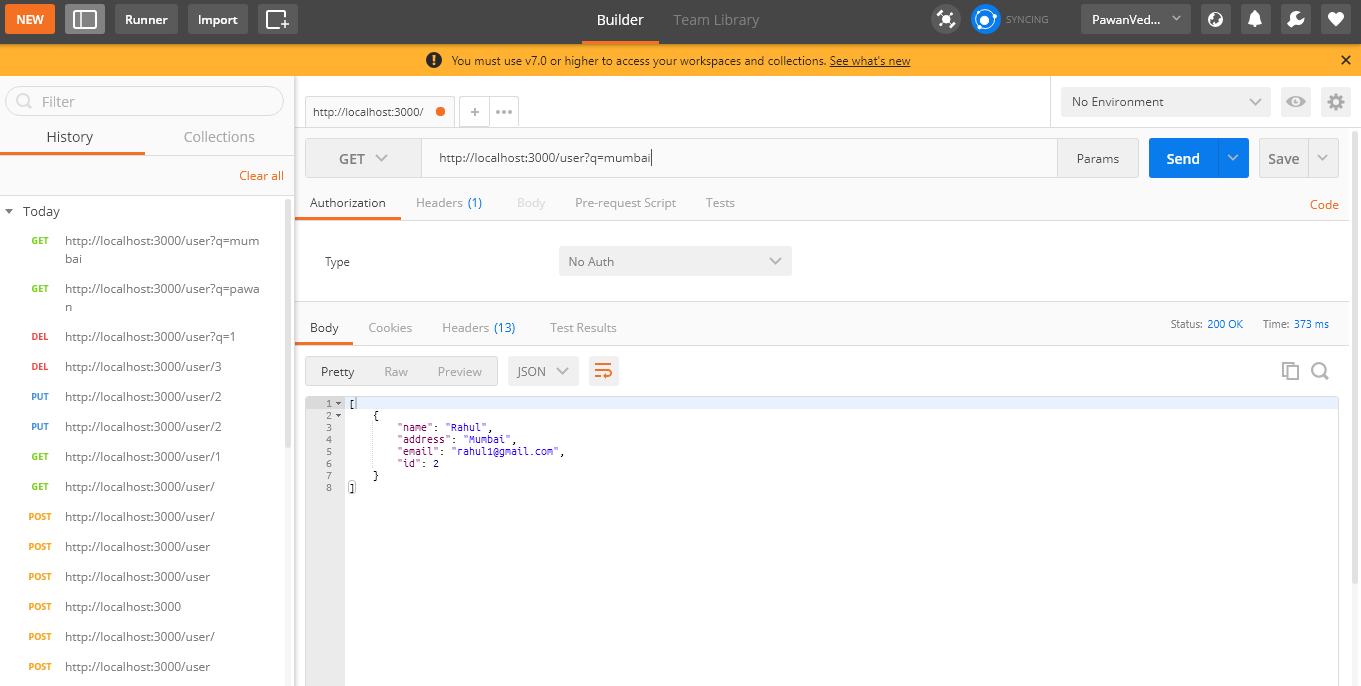 NEW Runner Import Builder Team Library SYNCING PawanVed...
You must use v7.0 or higher to access your workspaces and collections. See what's new
Filter
History Collections
Clear all
Today
GET http://localhost:3000/user?q=mum
bai
GET http://localhost:3000/user?q=pawa
n
DEL http://localhost:3000/user?q=1
DEL http://localhost:3000/user/3
PUT http://localhost:3000/user/2
PUT http://localhost:3000/user/2
GET http://localhost:3000/user/1
GET http://localhost:3000/user/
POST http://localhost:3000/user/
POST http://localhost:3000/user
POST http://localhost:3000/user
POST http://localhost:3000
POST http://localhost:3000/user/
POST http://localhost:3000/user
http://localhost:3000/ + ••• No Environment
GET http://localhost:3000/user?q=mumbai Params Send Save
Authorization Headers (1) Body Pre-request Script Tests Code
Type No Auth
Body Cookies Headers (13) Test Results Status: 200 OK Time: 373 ms
Pretty Raw Preview JSON
1 [
2 {
3 "name": "Rahul",
4 "address": "Mumbai",
5 "email": "rahul1@gmail.com",
6 "id": 2
7 }
8 ]